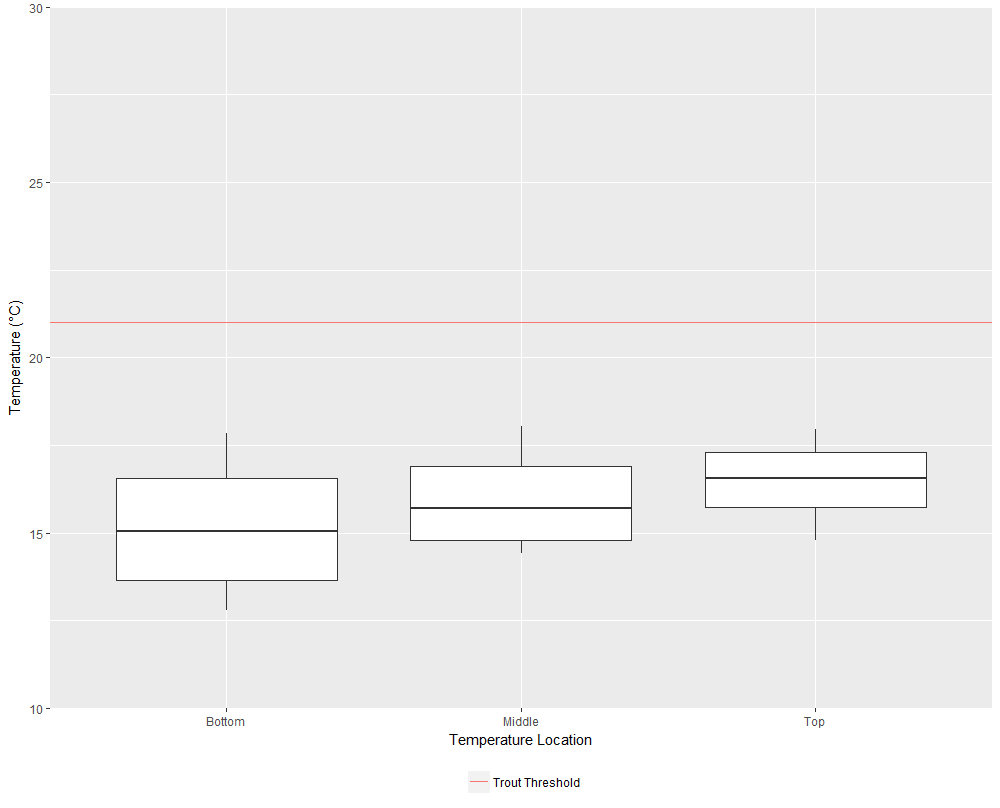 30
25
20
15
10
Temperature (°C)
Bottom Middle Top
Temperature Location
Trout Threshold